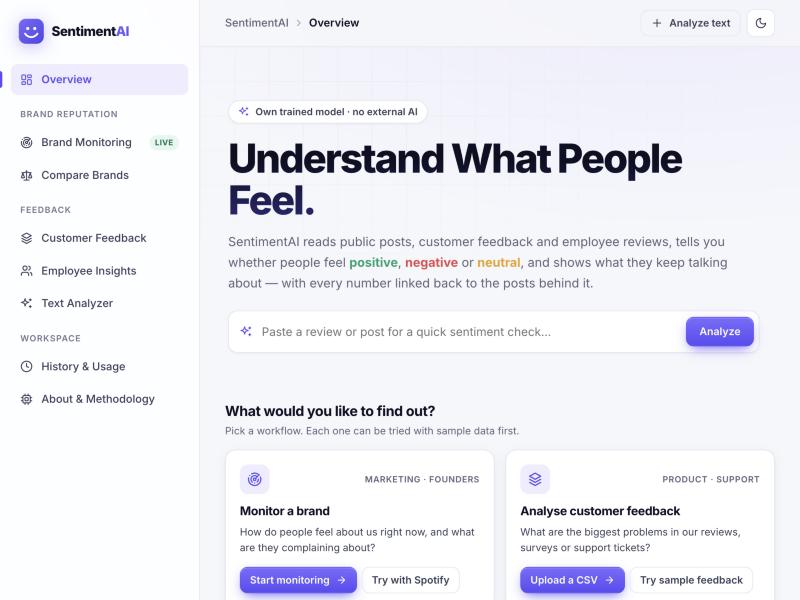 SentimentAI
Overview
BRAND REPUTATION
Brand Monitoring LIVE
Compare Brands
FEEDBACK
Customer Feedback
Employee Insights
Text Analyzer
WORKSPACE
History & Usage
About & Methodology
SentimentAI > Overview
Analyze text
Own trained model · no external AI
Understand What People
Feel.
SentimentAI reads public posts, customer feedback and employee reviews, tells you
whether people feel positive, negative or neutral, and shows what they keep talking
about — with every number linked back to the posts behind it.
Paste a review or post for a quick sentiment check...
Analyze
What would you like to find out?
Pick a workflow. Each one can be tried with sample data first.
MARKETING · FOUNDERS
Monitor a brand
How do people feel about us right now, and what
are they complaining about?
Start monitoring →
Try with Spotify
PRODUCT · SUPPORT
Analyse customer feedback
What are the biggest problems in our reviews,
surveys or support tickets?
Upload a CSV →
Try sample feedback